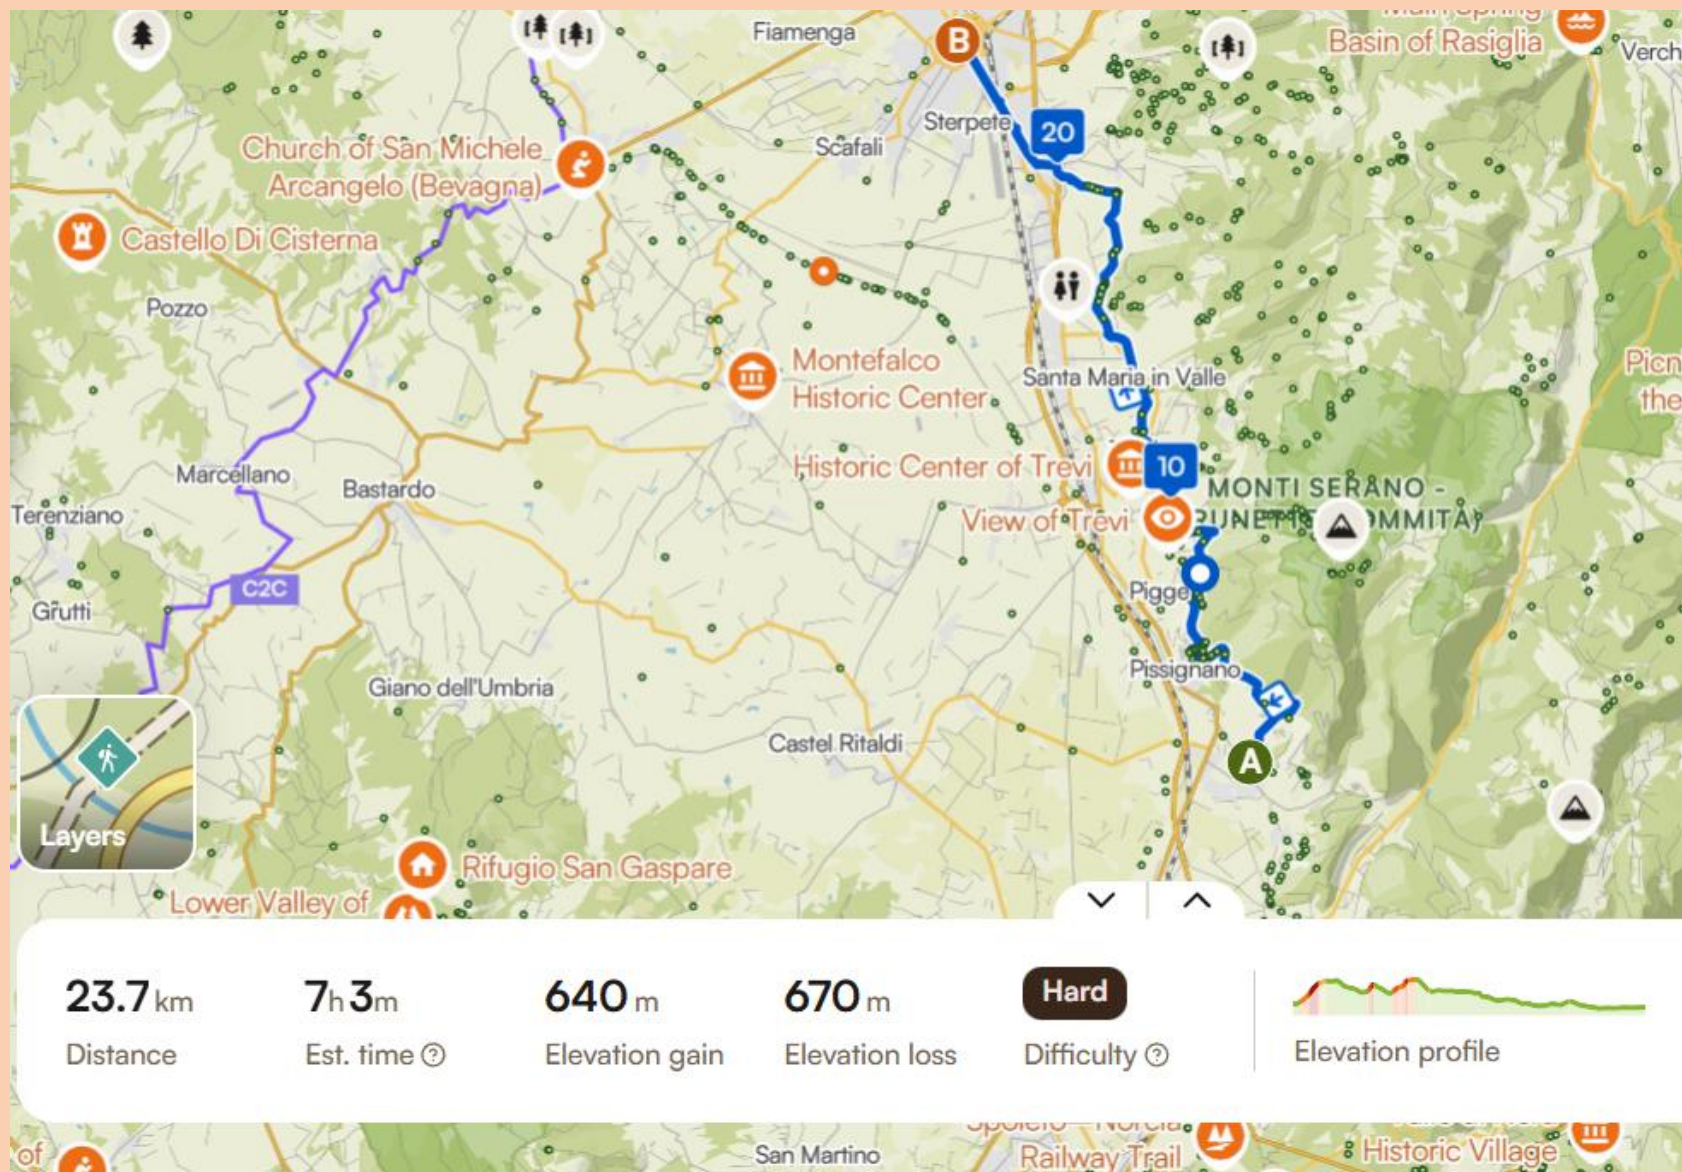 Fiamenga
B
Main Spring
Basin of Rasiglia
Verch
Sterpete
20
Church of San Michele
Arcangelo (Bevagna)
Scafali
Castello Di Cisterna
Pozzo
Montefalco
Historic Center
Santa Maria in Valle
Picn
the
Marcellano
Bastardo
Historic Center of Trevi
10
MONTI SERANO -
Terenziano
View of Trevi
C2C
Grutti
Pigge
Pissignano
Giano dell'Umbria
Castel Ritaldi
A
Layers
Rifugio San Gaspare
Lower Valley of
23.7 km
Distance
7h 3m
Est. time
640 m
Elevation gain
670 m
Elevation loss
Hard
Difficulty
Elevation profile
of
San Martino
Spoleto - Norcia
Railway Trail
Historic Village